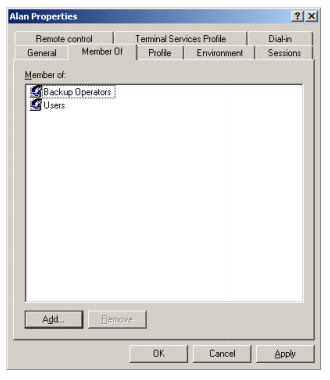 Alan Properties
Remote control Terminal Services Profile Dial-in
General Member Of Profile Environment Sessions
Member of:
Backup Operators
Users
Add... Remove
OK Cancel Apply